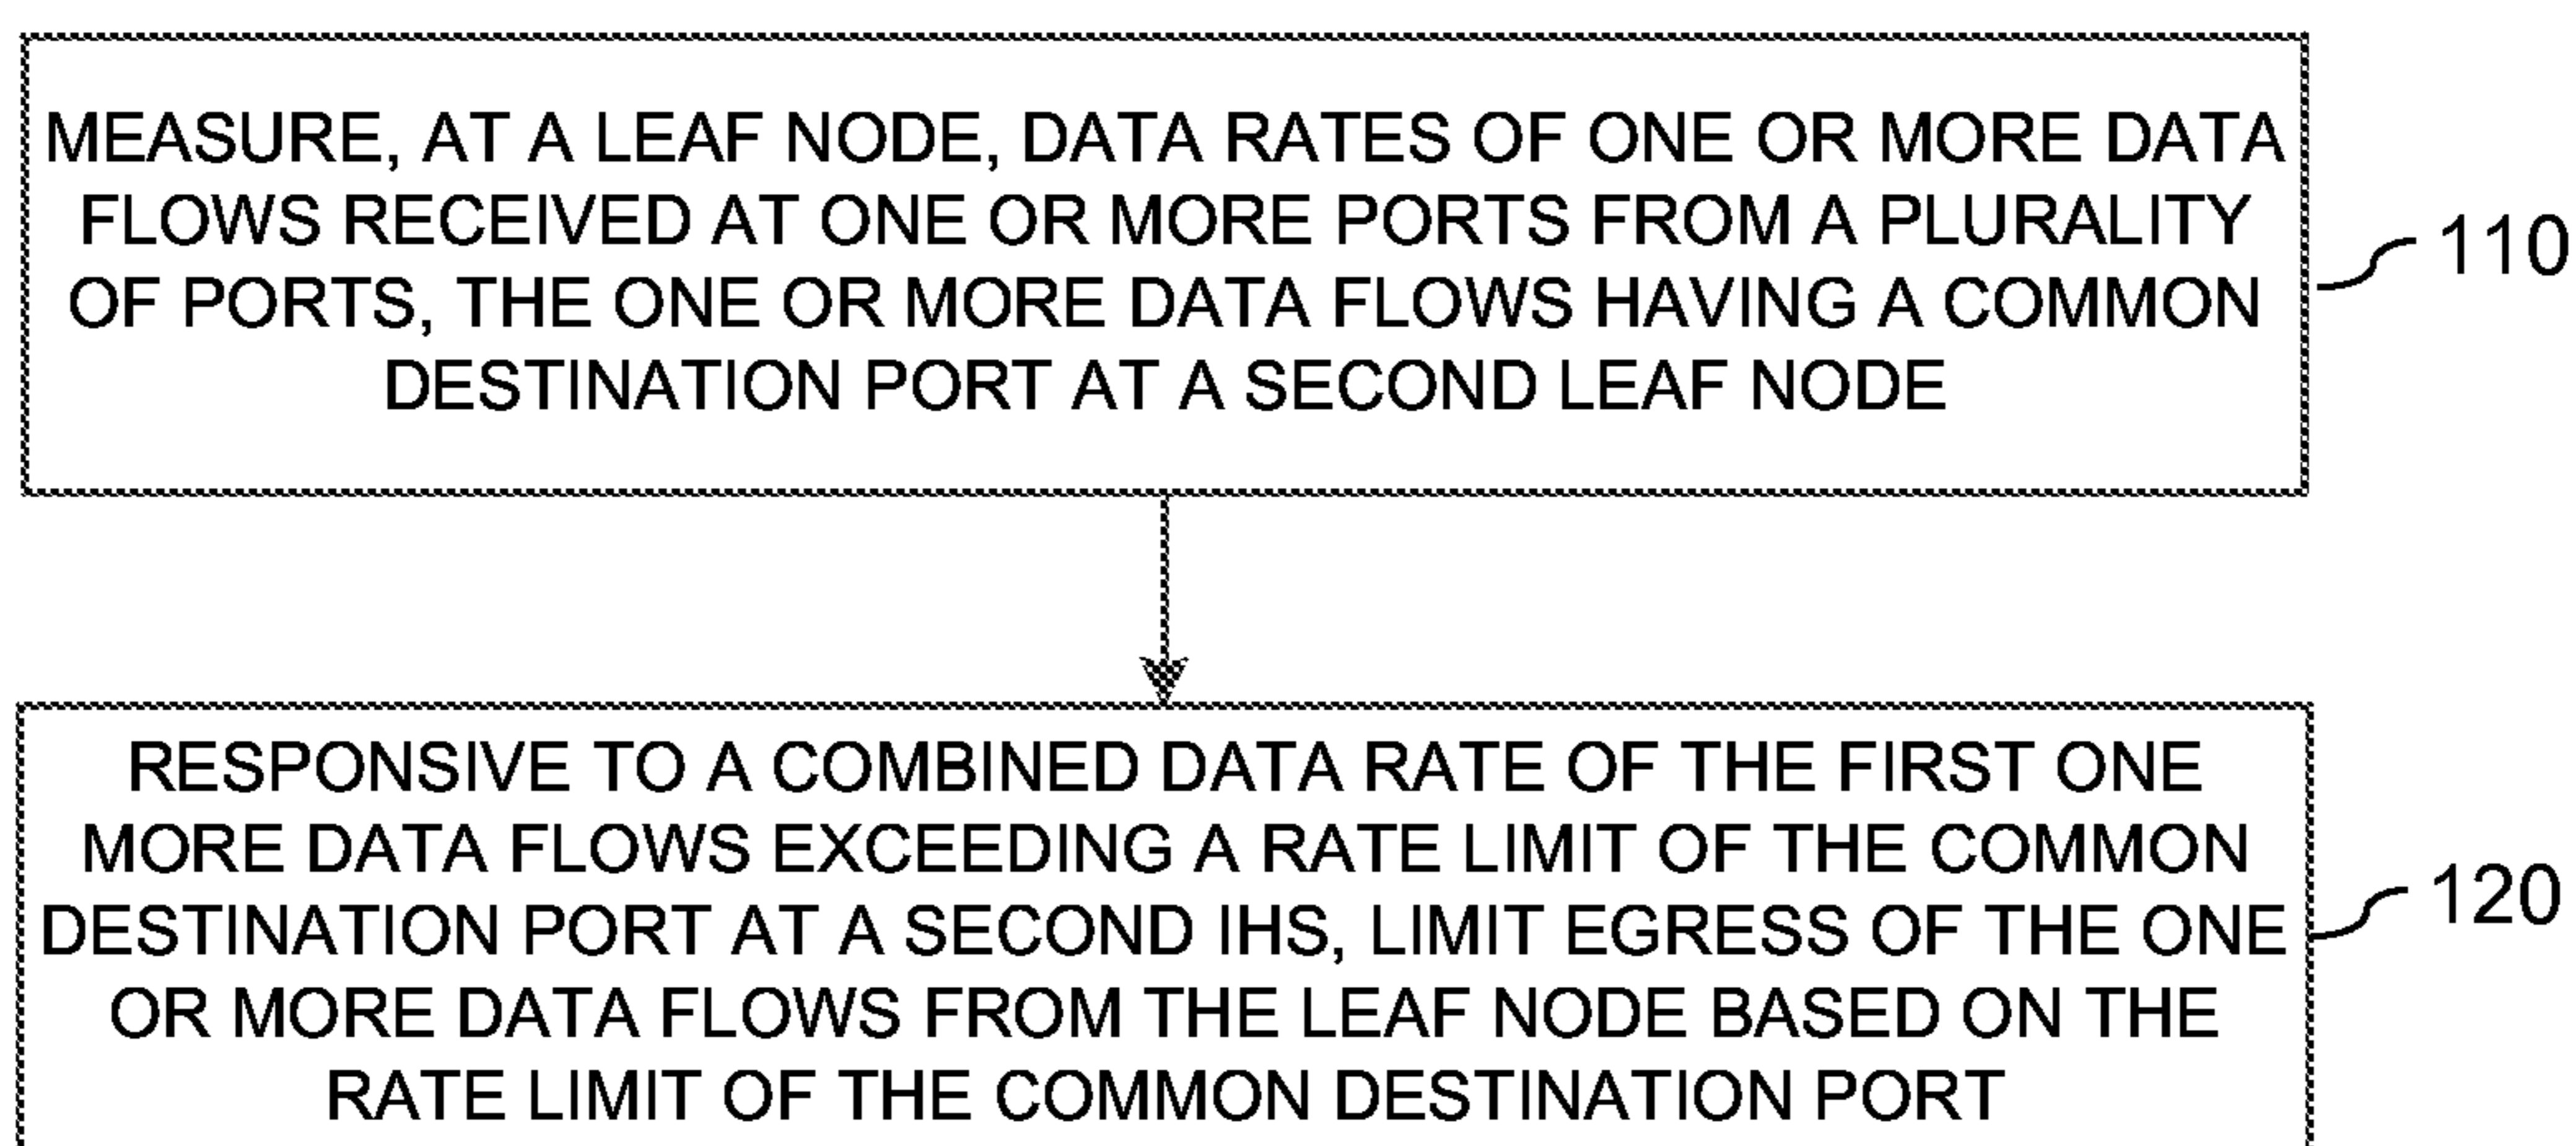 MEASURE, AT A LEAF NODE, DATA RATES OF ONE OR MORE DATA
FLOWS RECEIVED AT ONE OR MORE PORTS FROM A PLURALITY
OF PORTS, THE ONE OR MORE DATA FLOWS HAVING A COMMON
DESTINATION PORT AT A SECOND LEAF NODE
110
RESPONSIVE TO A COMBINED DATA RATE OF THE FIRST ONE
MORE DATA FLOWS EXCEEDING A RATE LIMIT OF THE COMMON
DESTINATION PORT AT A SECOND IHS, LIMIT EGRESS OF THE ONE
OR MORE DATA FLOWS FROM THE LEAF NODE BASED ON THE
RATE LIMIT OF THE COMMON DESTINATION PORT
120